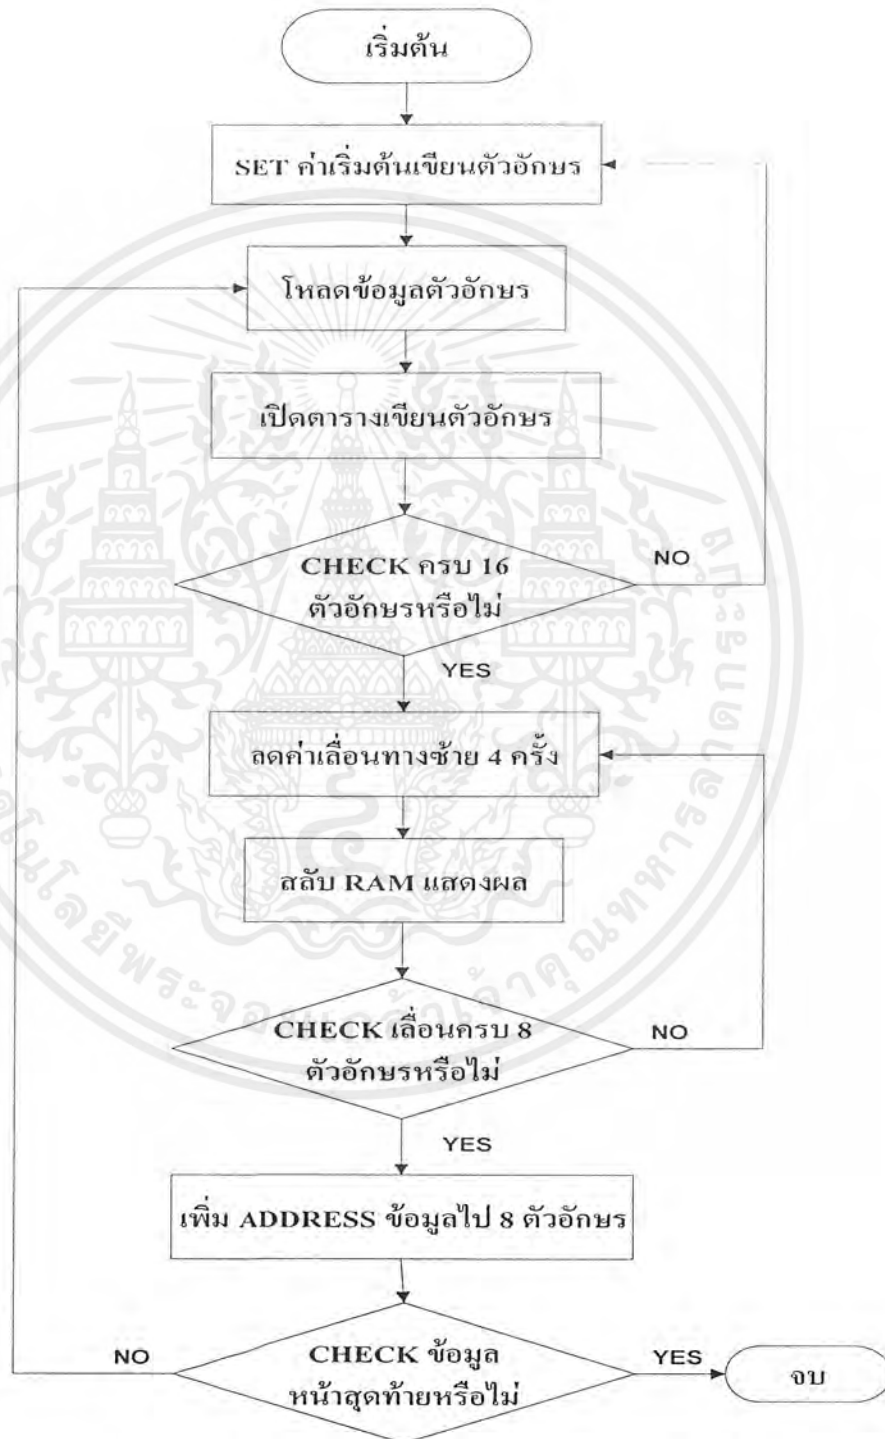 เริ่มต้น
SET ค่าเริ่มต้นเขียนตัวอักษร
โหลดข้อมูลตัวอักษร
เปิดตารางเขียนตัวอักษร
CHECK ครบ 16
ตัวอักษรหรือไม่
NO
YES
ลดค่าเลื่อนทางซ้าย 4 ครั้ง
สลับ RAM แสดงผล
CHECK เลื่อนครบ 8
ตัวอักษรหรือไม่
NO
YES
เพิ่ม ADDRESS ข้อมูลไป 8 ตัวอักษร
CHECK ข้อมูล
หน้าสุดท้ายหรือไม่
NO
YES
จบ